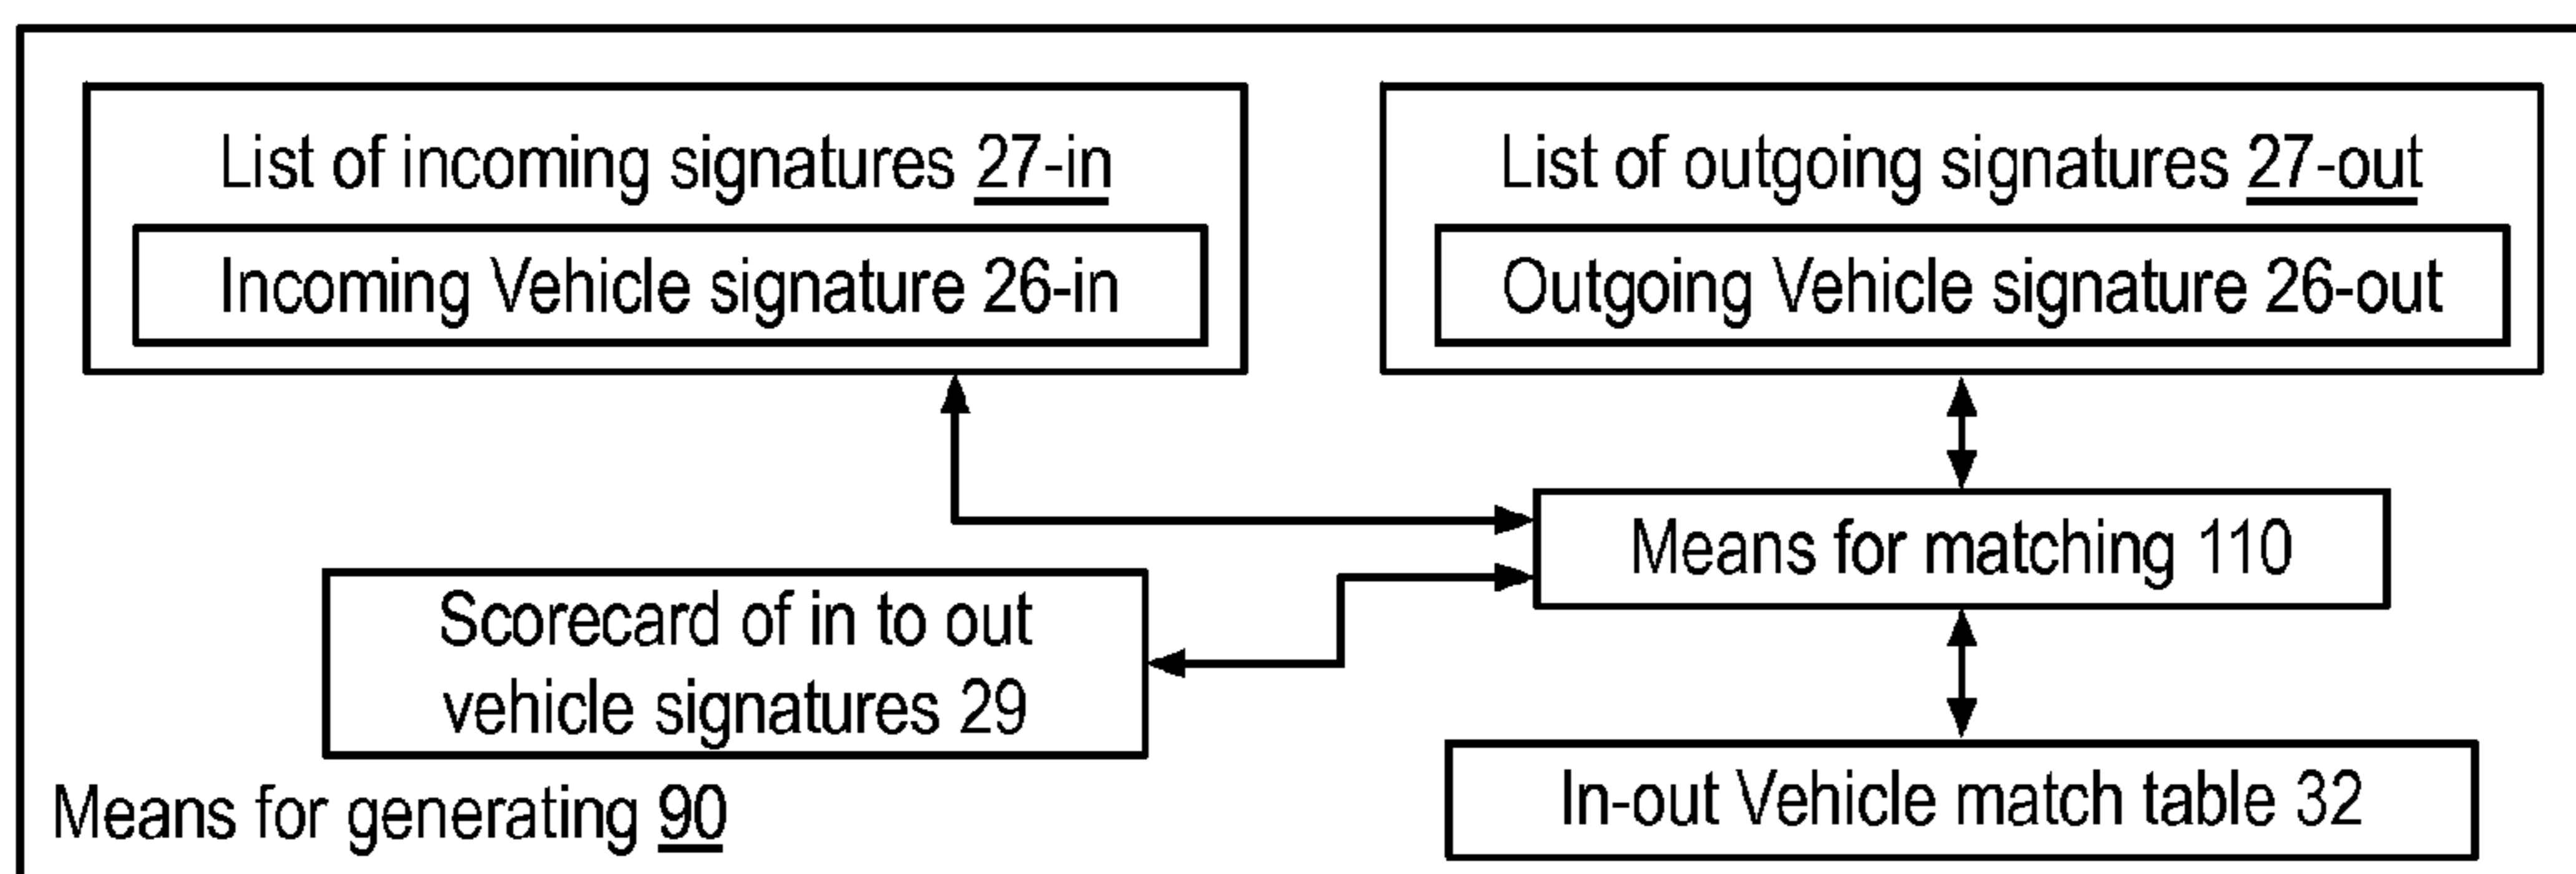 List of incoming signatures 27-in
Incoming Vehicle signature 26-in
List of outgoing signatures 27-out
Outgoing Vehicle signature 26-out
Means for matching 110
Scorecard of in to out
vehicle signatures 29
In-out Vehicle match table 32
Means for generating 90